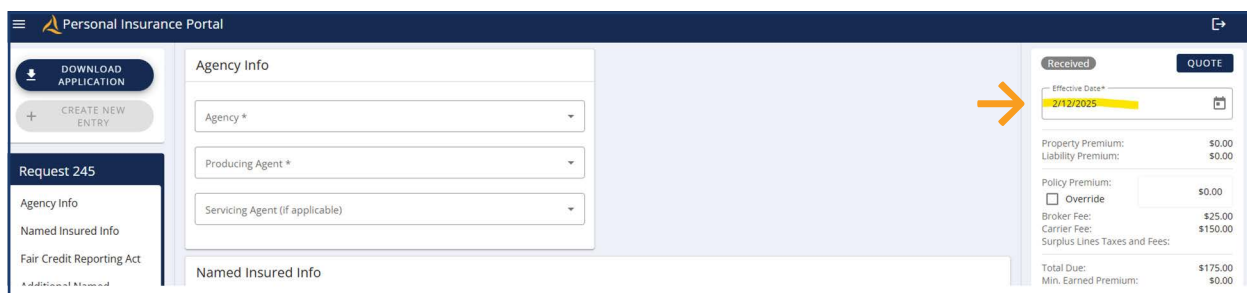 Personal Insurance Portal
DOWNLOAD
APPLICATION
CREATE NEW
ENTRY
Request 245
Agency Info
Named Insured Info
Fair Credit Reporting Act
Additional Named
Agency Info
Agency *
Producing Agent *
Servicing Agent (if applicable)
Named Insured Info
Received
QUOTE
Effective Date*
2/12/2025
Property Premium: $0.00
Liability Premium: $0.00
Policy Premium:
$0.00
Override
Broker Fee: $25.00
Carrier Fee: $150.00
Surplus Lines Taxes and Fees:
Total Due: $175.00
Min. Earned Premium: $0.00